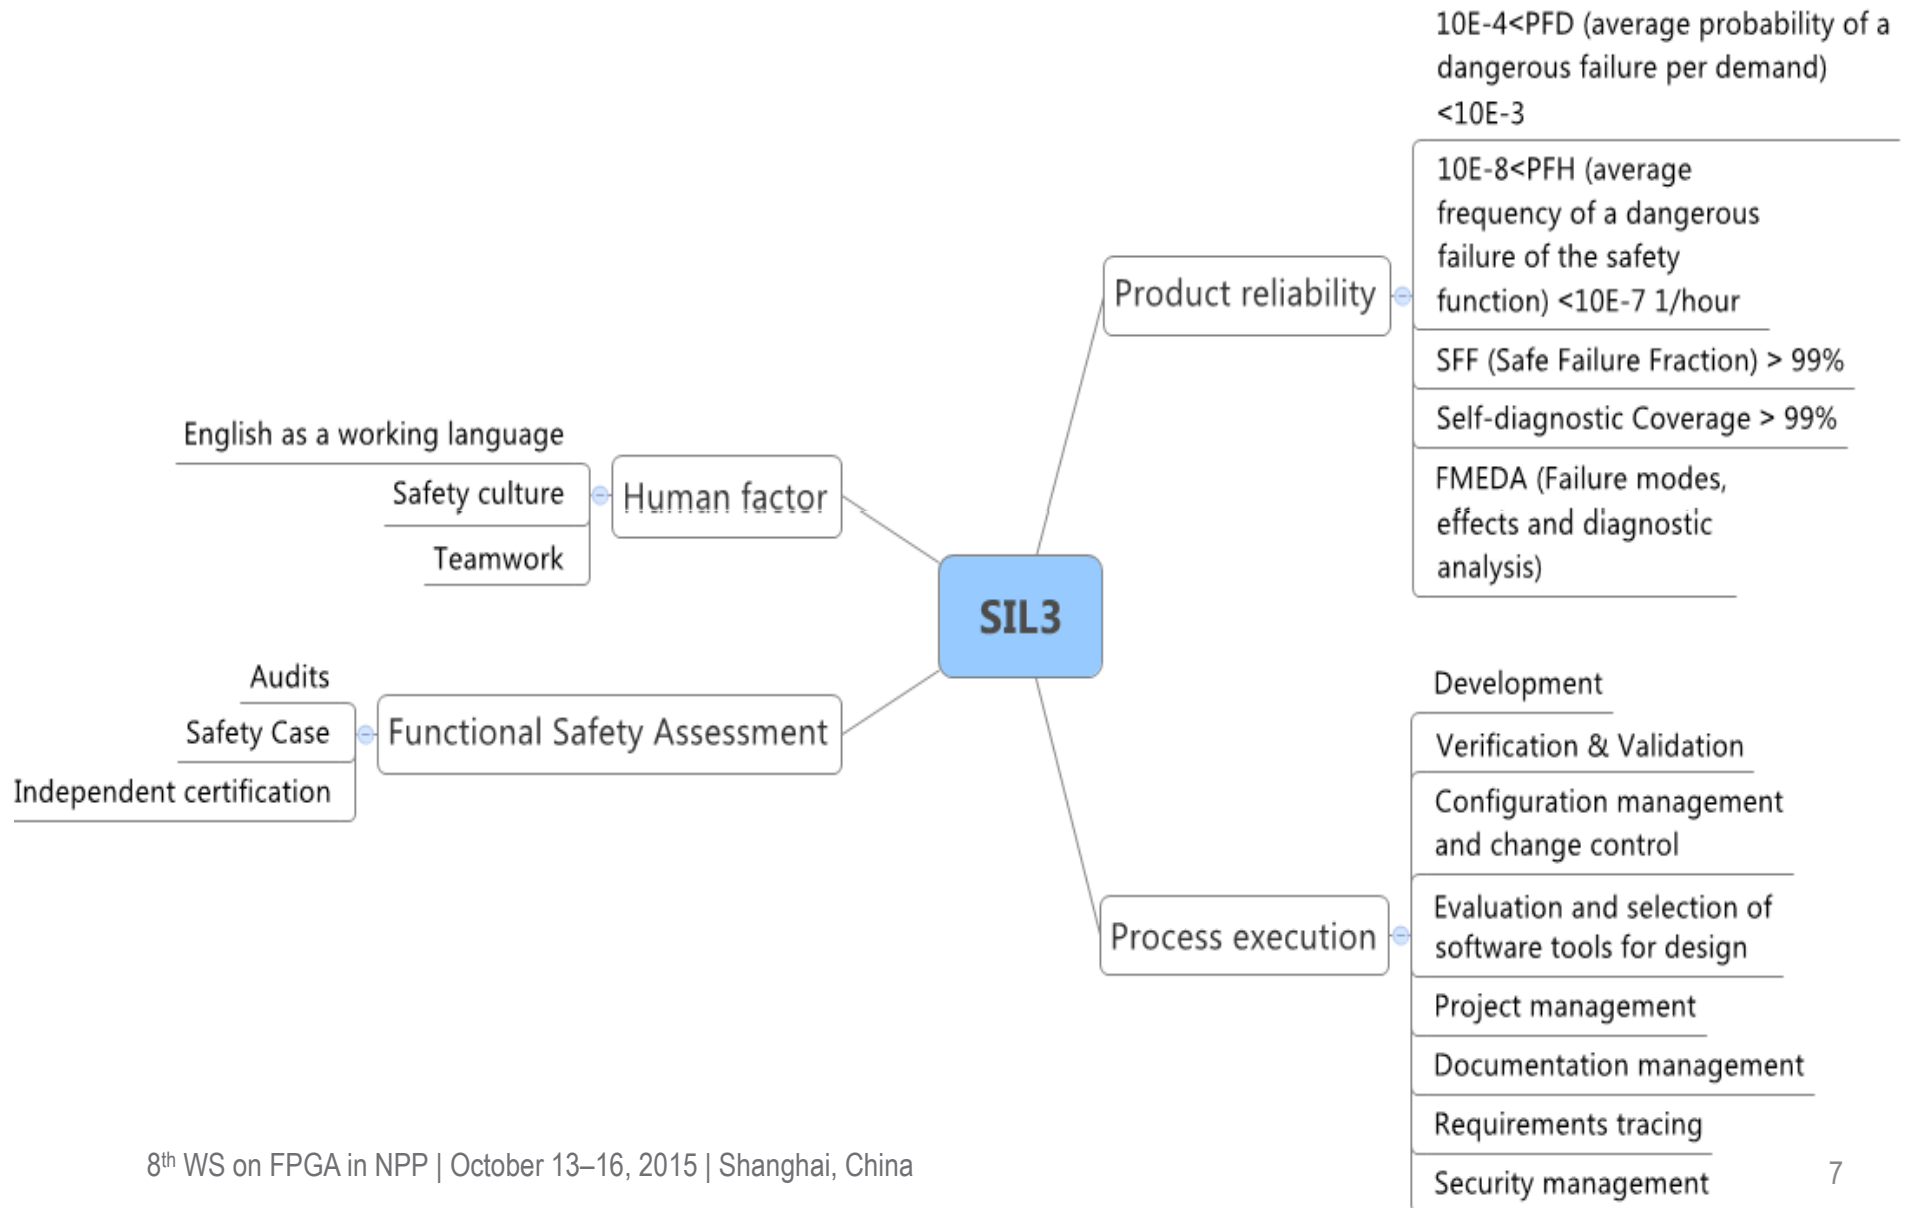 10E-4<PFD (average probability of a
dangerous failure per demand)
<10E-3
10E-8<PFH (average
frequency of a dangerous
failure of the safety
function) <10E-7 1/hour
Product reliability
SFF (Safe Failure Fraction) > 99%
Self-diagnostic Coverage > 99%
FMEDA (Failure modes,
effects and diagnostic
analysis)
English as a working language
Safety culture
Teamwork
Human factor
SIL3
Audits
Safety Case
Independent certification
Functional Safety Assessment
Process execution
Development
Verification & Validation
Configuration management
and change control
Evaluation and selection of
software tools for design
Project management
Documentation management
Requirements tracing
Security management
8th WS on FPGA in NPP | October 13–16, 2015 | Shanghai, China
7